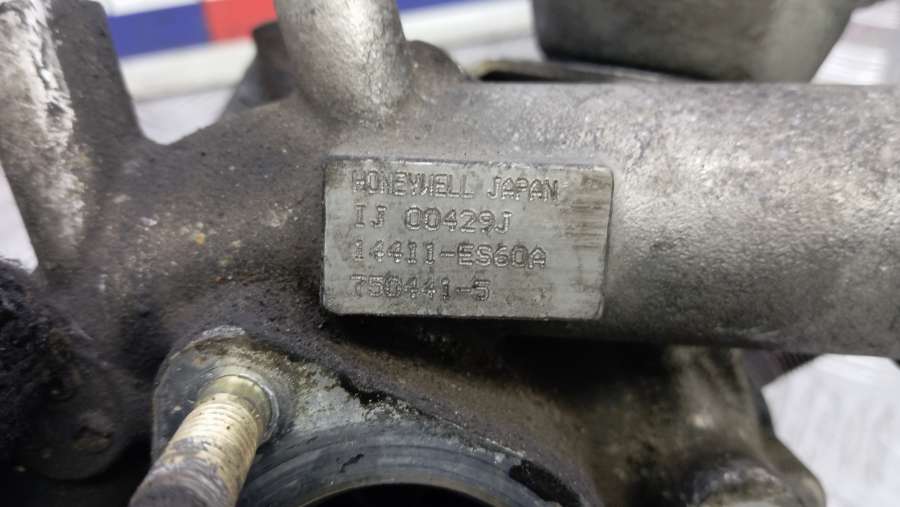 HONEYWELL JAPAN
IJ 00429J
14411-ES60A
750441-5